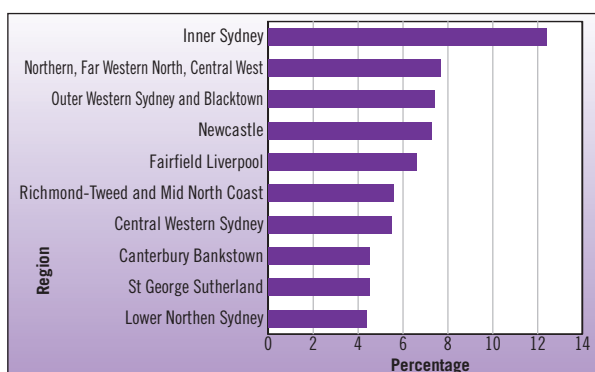 Inner Sydney
Northern, Far Western North, Central West
Outer Western Sydney and Blacktown
Newcastle
Fairfield Liverpool
Richmond-Tweed and Mid North Coast
Central Western Sydney
Canterbury Bankstown
St George Sutherland
Lower Northen Sydney
Region
0 2 4 6 8 10 12 14
Percentage